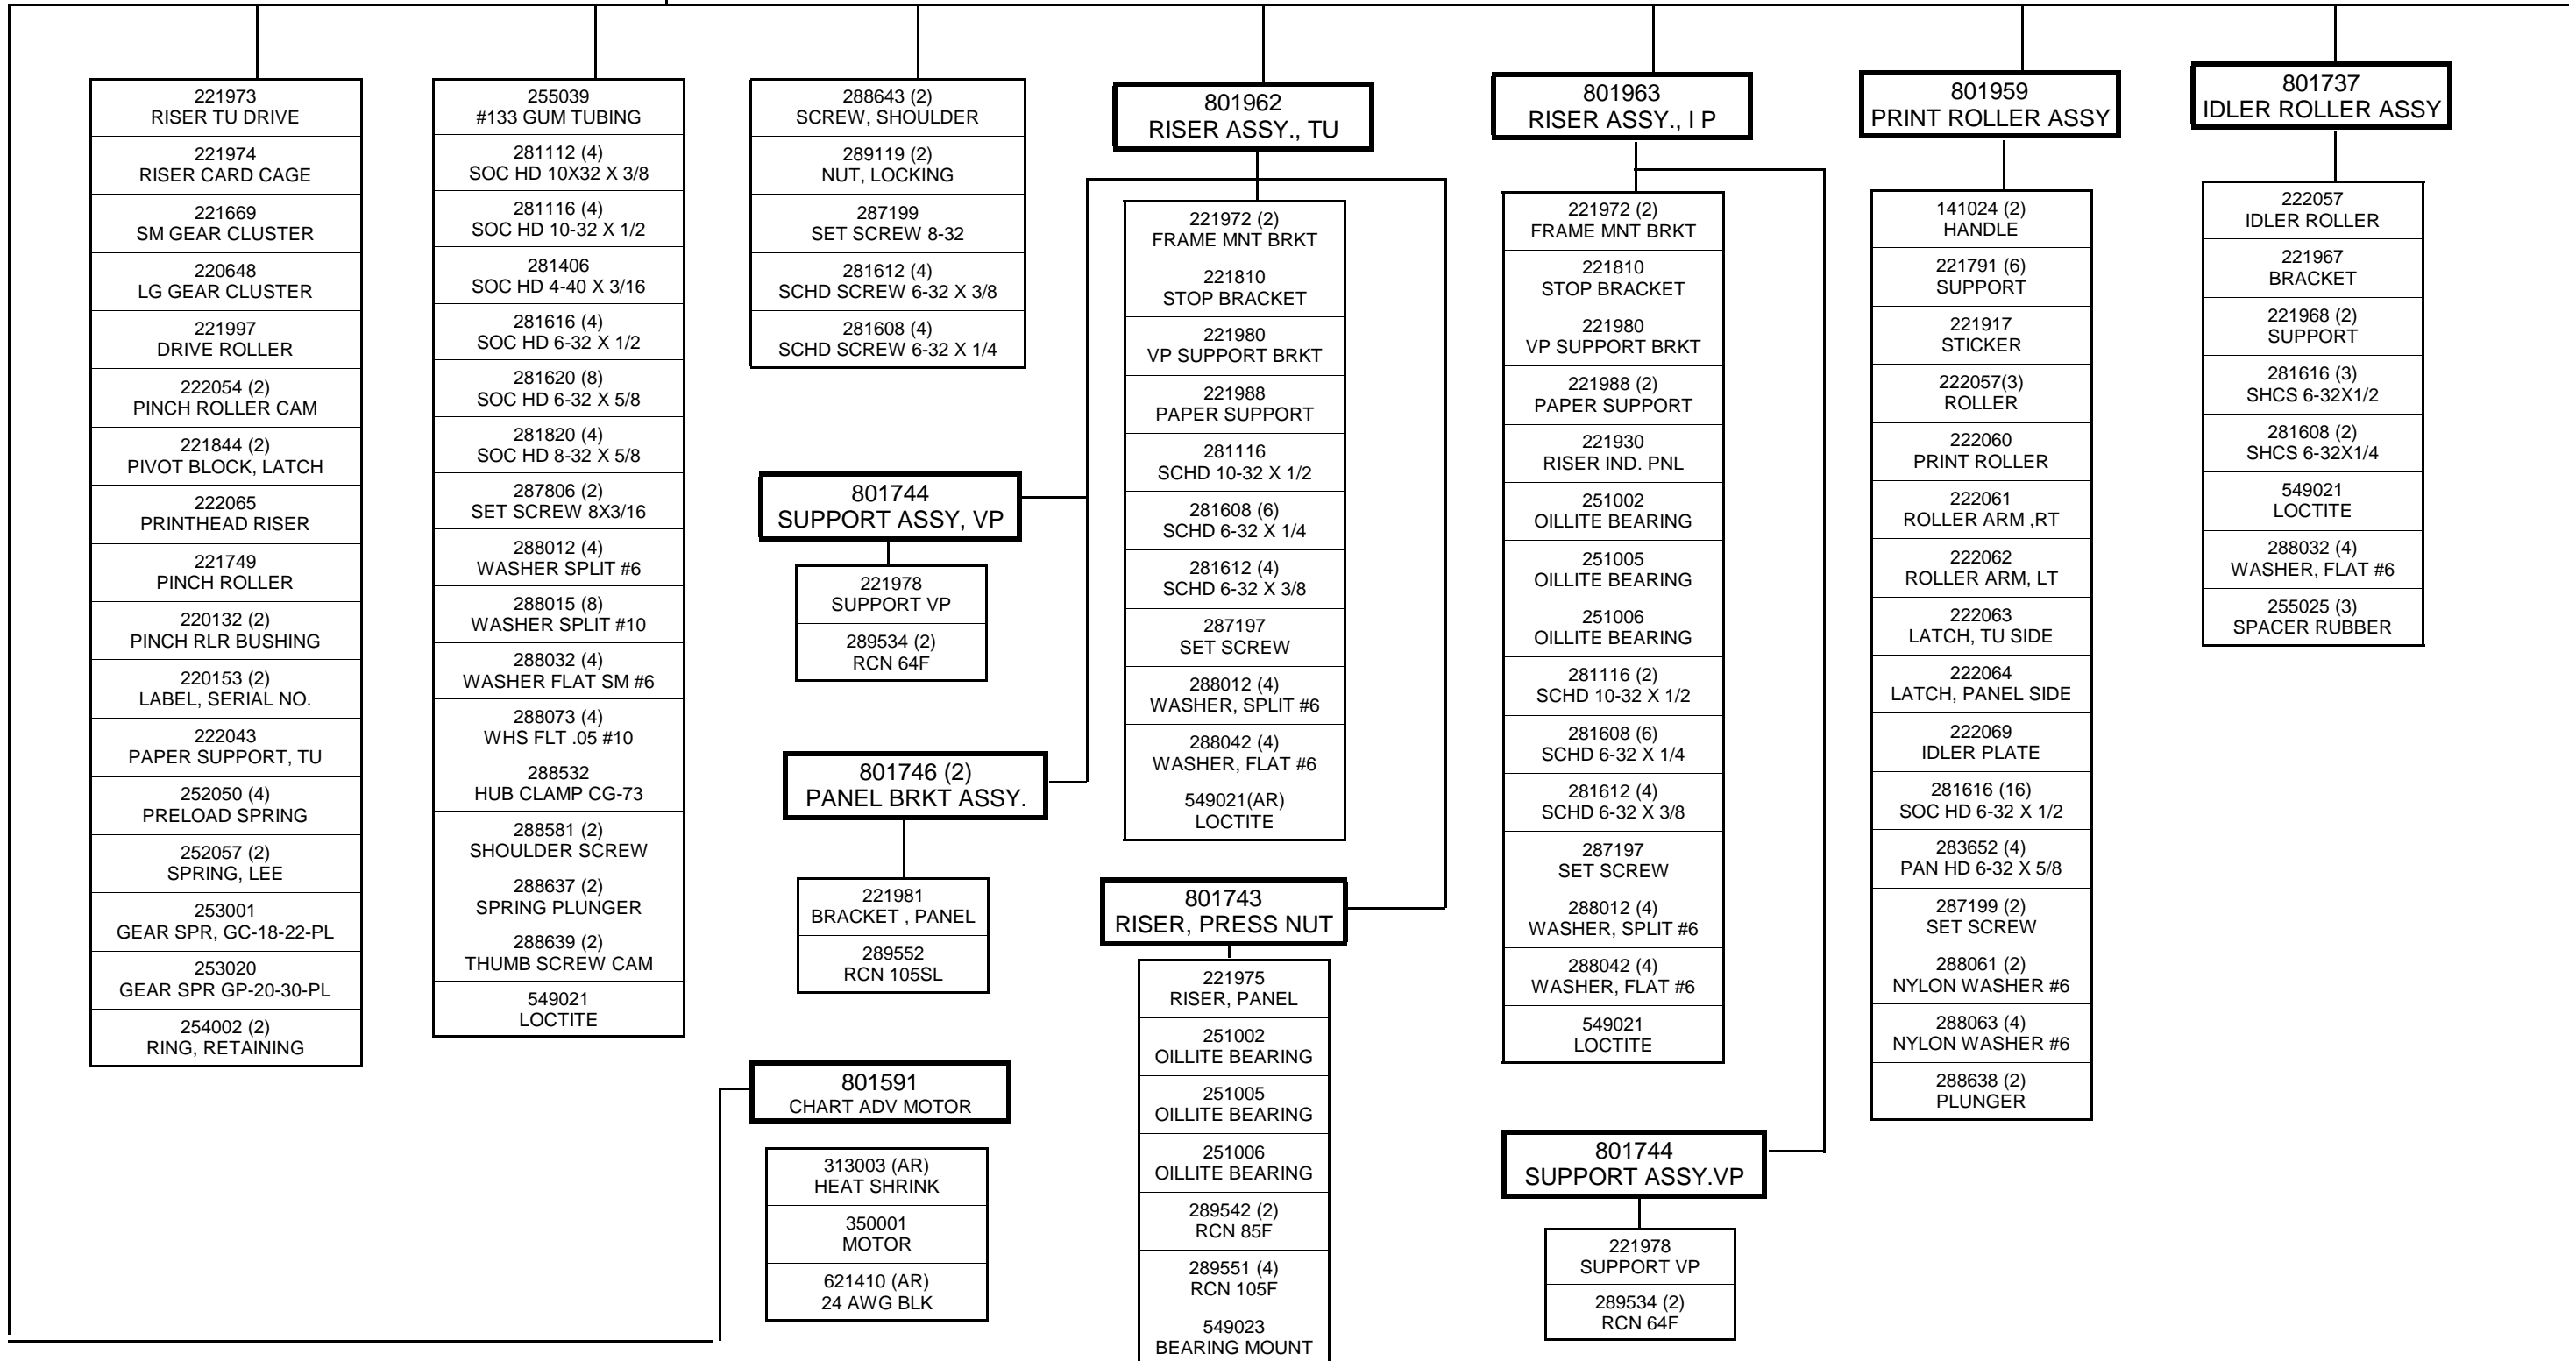 221973
RISER TU DRIVE
221974
RISER CARD CAGE
221669
SM GEAR CLUSTER
220648
LG GEAR CLUSTER
221997
DRIVE ROLLER
222054 (2)
PINCH ROLLER CAM
221844 (2)
PIVOT BLOCK, LATCH
222065
PRINTHEAD RISER
221749
PINCH ROLLER
220132 (2)
PINCH RLR BUSHING
220153 (2)
LABEL, SERIAL NO.
222043
PAPER SUPPORT, TU
252050 (4)
PRELOAD SPRING
252057 (2)
SPRING, LEE
253001
GEAR SPR, GC-18-22-PL
253020
GEAR SPR GP-20-30-PL
254002 (2)
RING, RETAINING
255039
#133 GUM TUBING
281112 (4)
SOC HD 10X32 X 3/8
281116 (4)
SOC HD 10-32 X 1/2
281406
SOC HD 4-40 X 3/16
281616 (4)
SOC HD 6-32 X 1/2
281620 (8)
SOC HD 6-32 X 5/8
281820 (4)
SOC HD 8-32 X 5/8
287806 (2)
SET SCREW 8X3/16
288012 (4)
WASHER SPLIT #6
288015 (8)
WASHER SPLIT #10
288032 (4)
WASHER FLAT SM #6
288073 (4)
WHS FLT .05 #10
288532
HUB CLAMP CG-73
288581 (2)
SHOULDER SCREW
288637 (2)
SPRING PLUNGER
288639 (2)
THUMB SCREW CAM
549021
LOCTITE
288643 (2)
SCREW, SHOULDER
289119 (2)
NUT, LOCKING
287199
SET SCREW 8-32
281612 (4)
SCHD SCREW 6-32 X 3/8
281608 (4)
SCHD SCREW 6-32 X 1/4
801744
SUPPORT ASSY, VP
221978
SUPPORT VP
289534 (2)
RCN 64F
801746 (2)
PANEL BRKT ASSY.
221981
BRACKET , PANEL
289552
RCN 105SL
801591
CHART ADV MOTOR
313003 (AR)
HEAT SHRINK
350001
MOTOR
621410 (AR)
24 AWG BLK
801962
RISER ASSY., TU
221972 (2)
FRAME MNT BRKT
221810
STOP BRACKET
221980
VP SUPPORT BRKT
221988
PAPER SUPPORT
281116
SCHD 10-32 X 1/2
281608 (6)
SCHD 6-32 X 1/4
281612 (4)
SCHD 6-32 X 3/8
287197
SET SCREW
288012 (4)
WASHER, SPLIT #6
288042 (4)
WASHER, FLAT #6
549021(AR)
LOCTITE
801743
RISER, PRESS NUT
221975
RISER, PANEL
251002
OILLITE BEARING
251005
OILLITE BEARING
251006
OILLITE BEARING
289542 (2)
RCN 85F
289551 (4)
RCN 105F
549023
BEARING MOUNT
801963
RISER ASSY., I P
221972 (2)
FRAME MNT BRKT
221810
STOP BRACKET
221980
VP SUPPORT BRKT
221988 (2)
PAPER SUPPORT
221930
RISER IND. PNL
251002
OILLITE BEARING
251005
OILLITE BEARING
251006
OILLITE BEARING
281116 (2)
SCHD 10-32 X 1/2
281608 (6)
SCHD 6-32 X 1/4
281612 (4)
SCHD 6-32 X 3/8
287197
SET SCREW
288012 (4)
WASHER, SPLIT #6
288042 (4)
WASHER, FLAT #6
549021
LOCTITE
801744
SUPPORT ASSY.VP
221978
SUPPORT VP
289534 (2)
RCN 64F
801959
PRINT ROLLER ASSY
141024 (2)
HANDLE
221791 (6)
SUPPORT
221917
STICKER
222057(3)
ROLLER
222060
PRINT ROLLER
222061
ROLLER ARM ,RT
222062
ROLLER ARM, LT
222063
LATCH, TU SIDE
222064
LATCH, PANEL SIDE
222069
IDLER PLATE
281616 (16)
SOC HD 6-32 X 1/2
283652 (4)
PAN HD 6-32 X 5/8
287199 (2)
SET SCREW
288061 (2)
NYLON WASHER #6
288063 (4)
NYLON WASHER #6
288638 (2)
PLUNGER
801737
IDLER ROLLER ASSY
222057
IDLER ROLLER
221967
BRACKET
221968 (2)
SUPPORT
281616 (3)
SHCS 6-32X1/2
281608 (2)
SHCS 6-32X1/4
549021
LOCTITE
288032 (4)
WASHER, FLAT #6
255025 (3)
SPACER RUBBER